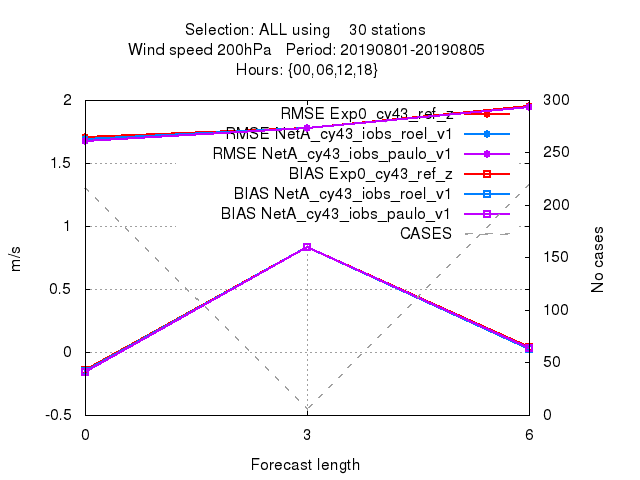 Selection: ALL using 30 stations
Wind speed 200hPa Period: 20190801-20190805
Hours: {00,06,12,18}
2
1.5
1
0.5
0
-0.5
m/s
RMSE Exp0_cy43_ref_z
RMSE NetA_cy43_iobs_roel_v1
RMSE NetA_cy43_iobs_paulo_v1
BIAS Exp0_cy43_ref_z
BIAS NetA_cy43_iobs_roel_v1
BIAS NetA_cy43_iobs_paulo_v1
CASES
300
250
200
150
100
50
0
No cases
0 3 6
Forecast length